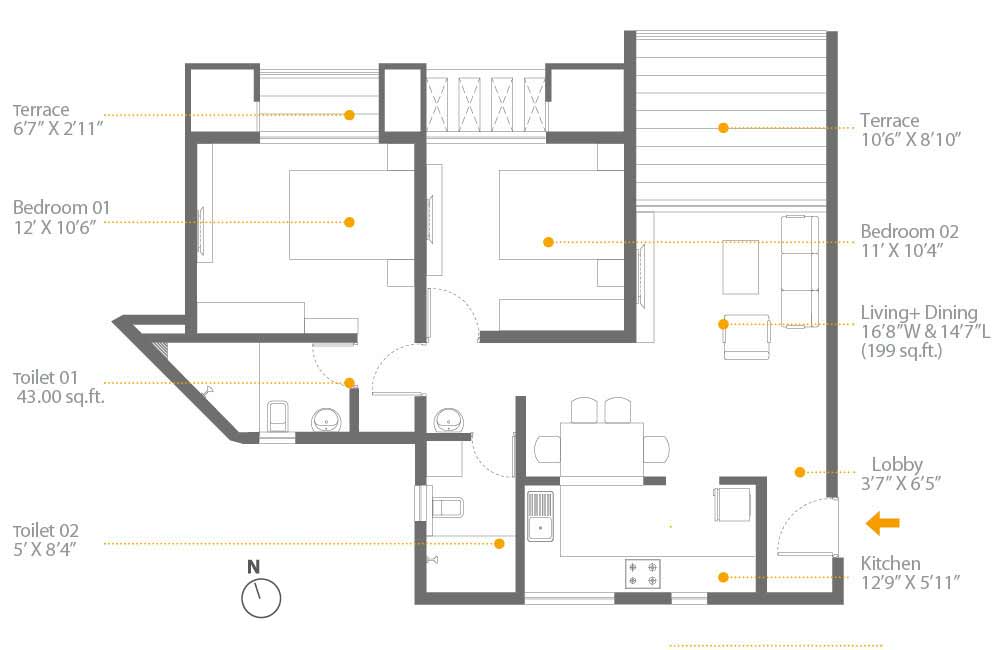 Terrace
6’7” X 2’11”
Bedroom 01
12’ X 10’6”
Toilet 01
43.00 sq.ft.
Toilet 02
5’ X 8’4”
N
Terrace
10’6” X 8’10”
Bedroom 02
11’ X 10’4”
Living+ Dining
16’8”W & 14’7”L
(199 sq.ft.)
Lobby
3’7” X 6’5”
Kitchen
12’9” X 5’11”